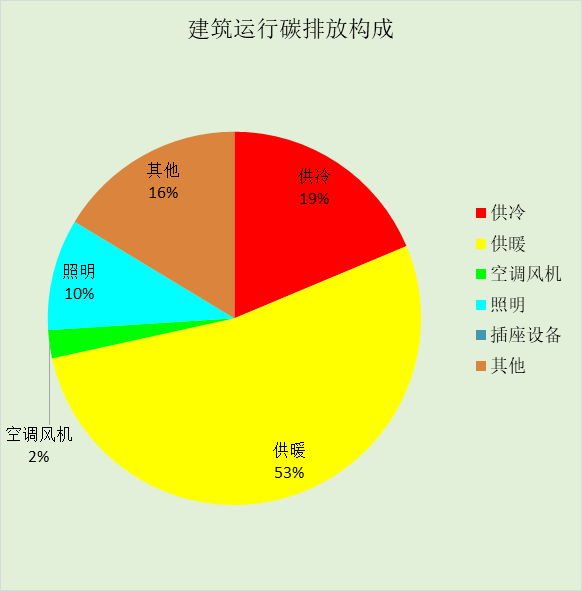 建筑运行碳排放构成
其他
16%
供冷
19%
照明
10%
空调风机
2%
供暖
53%
供冷
供暖
空调风机
照明
插座设备
其他